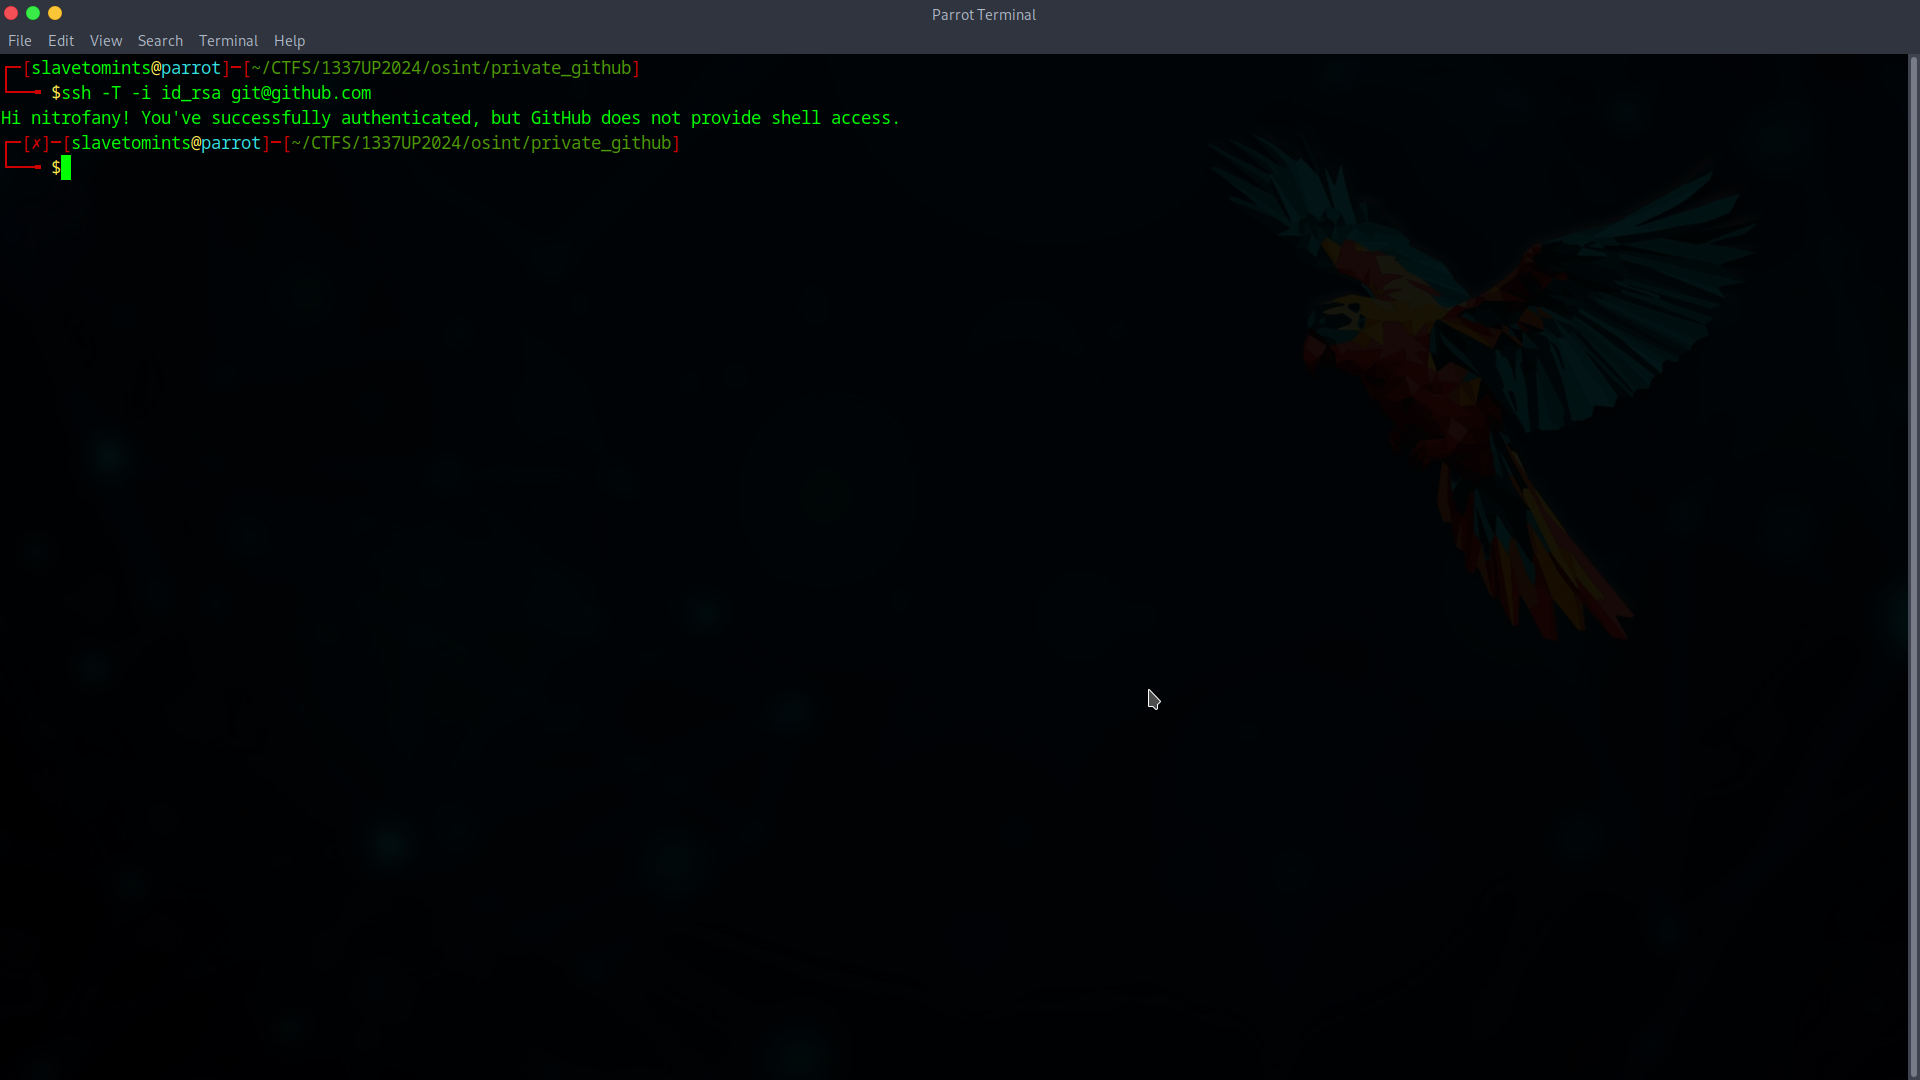 Parrot Terminal
File Edit View Search Terminal Help
┌─[slavetomints@parrot]─[~/CTFS/1337UP2024/osint/private_github]
└──╼ $ssh -T -i id_rsa git@github.com
Hi nitrofany! You've successfully authenticated, but GitHub does not provide shell access.
┌─[✗]─[slavetomints@parrot]─[~/CTFS/1337UP2024/osint/private_github]
└──╼ $